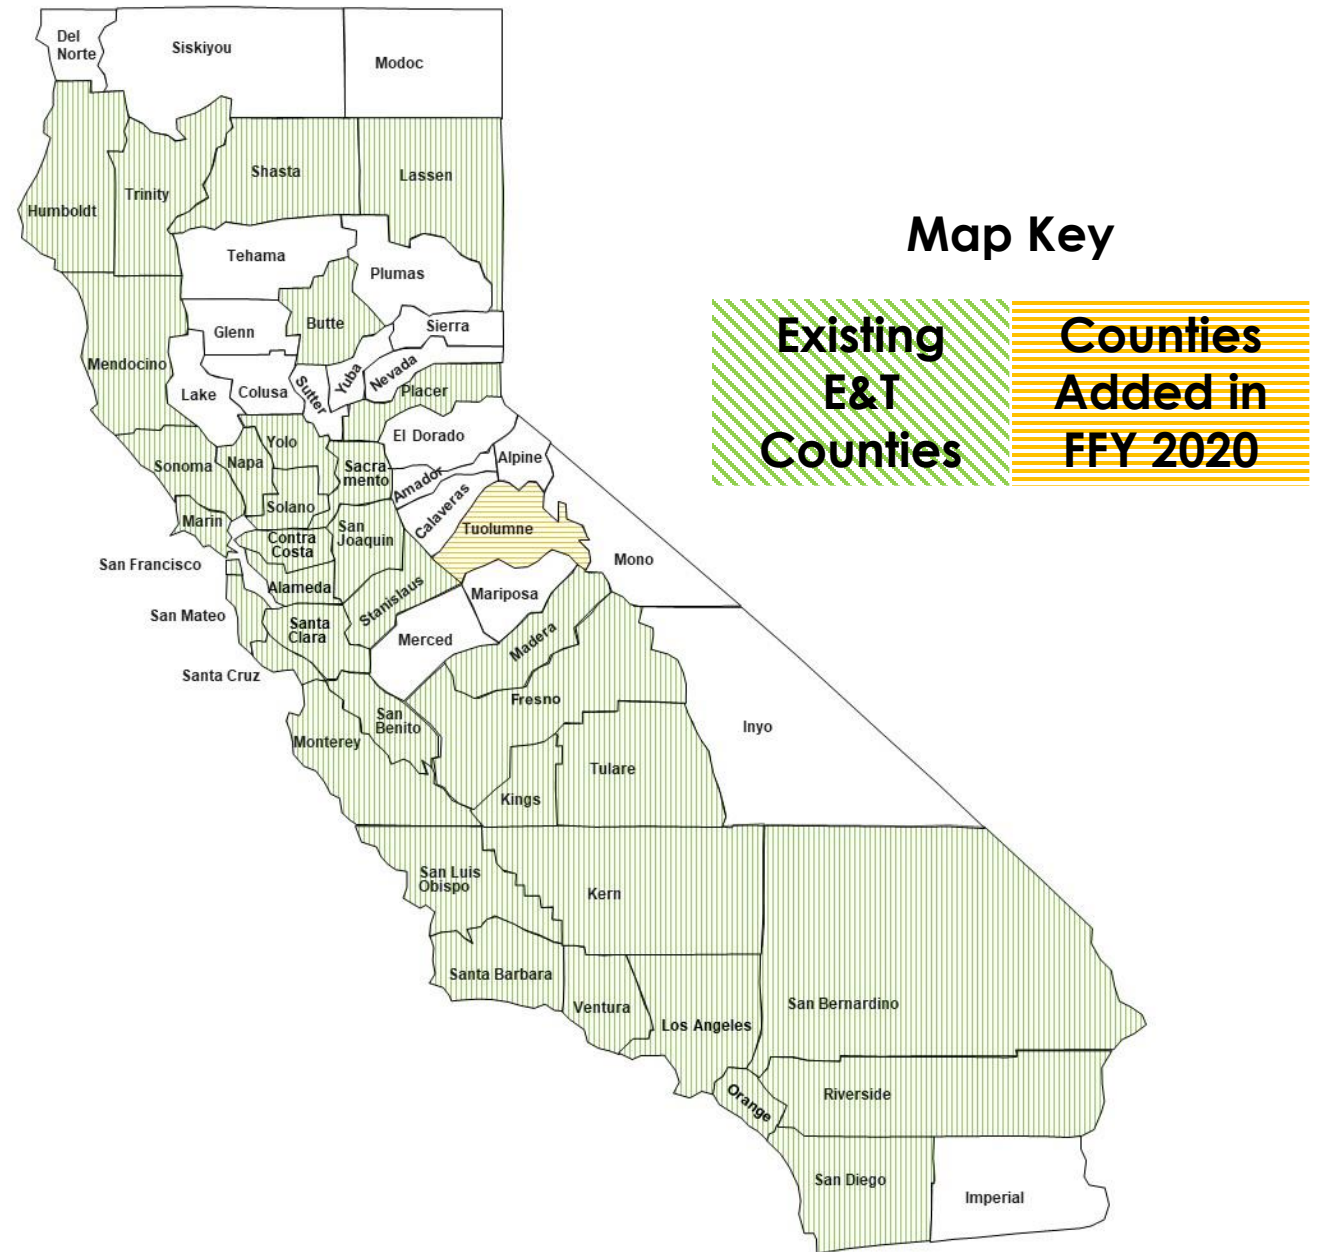 Del
Norte
Siskiyou
Modoc
Shasta
Lassen
Trinity
Humboldt
Map Key
Tehama
Plumas
Existing
E&T
Counties
Counties
Added in
FFY 2020
Butte
Sierra
Glenn
Mendocino
Yuba
Nevada
Lake
Colusa
Sutter
Placer
El Dorado
Yolo
Sonoma
Napa
Sacra
mento
Alpine
Amador
Solano
Calaveras
Marin
San
Joaquin
Tuolumne
Contra
Costa
San Francisco
Mono
Alameda
Stanislaus
Mariposa
San Mateo
Santa
Clara
Merced
Madera
Santa Cruz
Fresno
San
Benito
Inyo
Monterey
Tulare
Kings
San Luis
Obispo
Kern
Santa Barbara
Ventura
San Bernardino
Los Angeles
Orange
Riverside
San Diego
Imperial